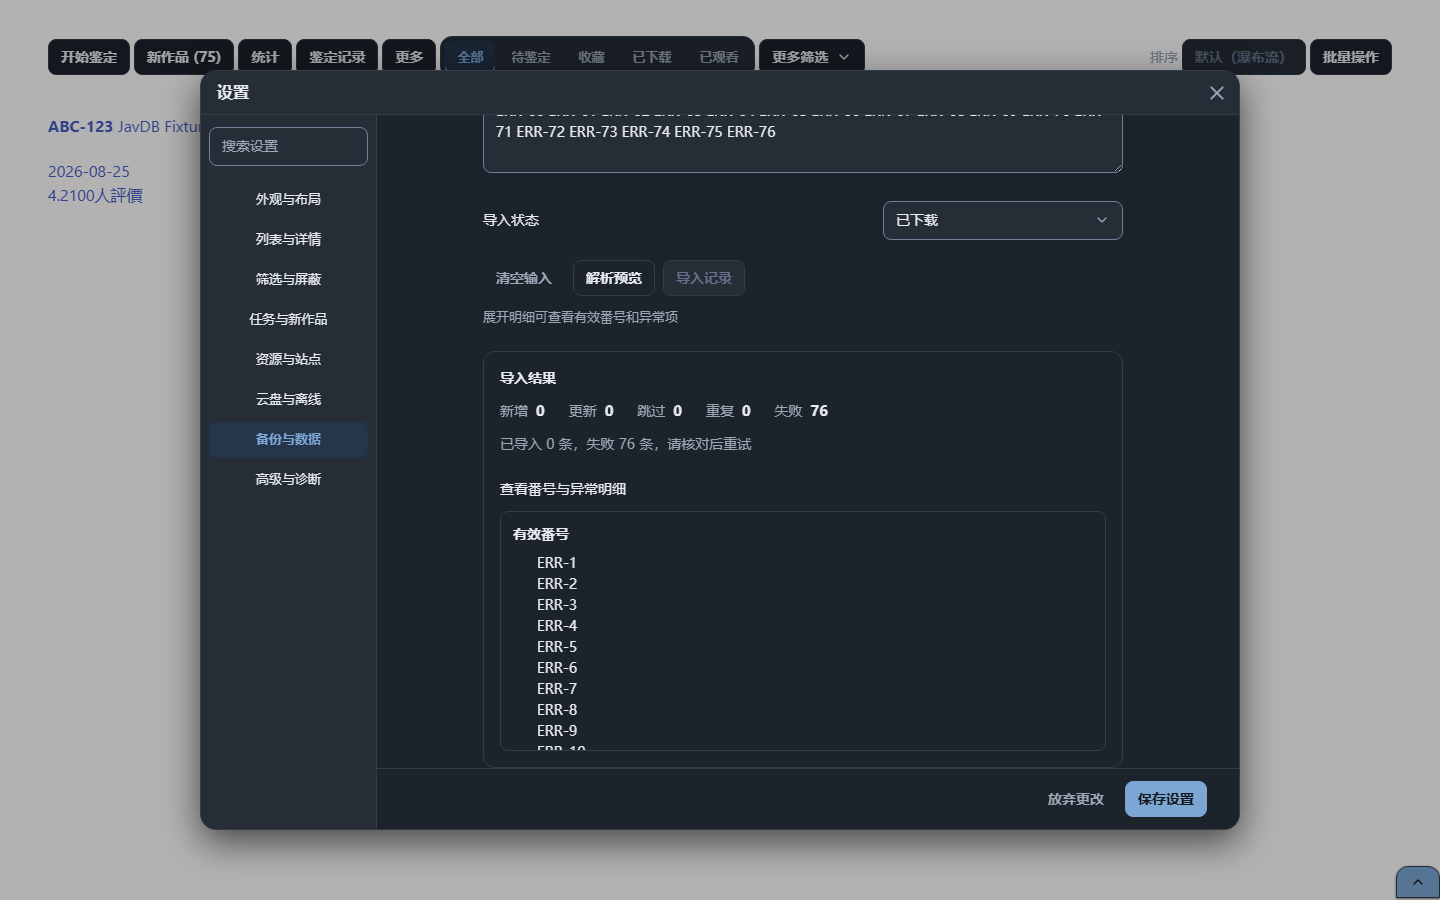 开始鉴定 新作品 (75) 统计 鉴定记录 更多 全部 待鉴定 收藏 已下载 已观看 更多筛选 排序 默认（瀑布流） 批量操作
设置
ABC-123 JavDB
2026-08-25
4.2100人評價
搜索设置
外观与布局
列表与详情
筛选与屏蔽
任务与新作品
资源与站点
云盘与离线
备份与数据
高级与诊断
71 ERR-72 ERR-73 ERR-74 ERR-75 ERR-76
导入状态 已下载
清空输入 解析预览 导入记录
展开明细可查看有效番号和异常项
导入结果
新增 0 更新 0 跳过 0 重复 0 失败 76
已导入 0 条，失败 76 条，请核对后重试
查看番号与异常明细
有效番号
ERR-1
ERR-2
ERR-3
ERR-4
ERR-5
ERR-6
ERR-7
ERR-8
ERR-9
ERR-10
放弃更改 保存设置